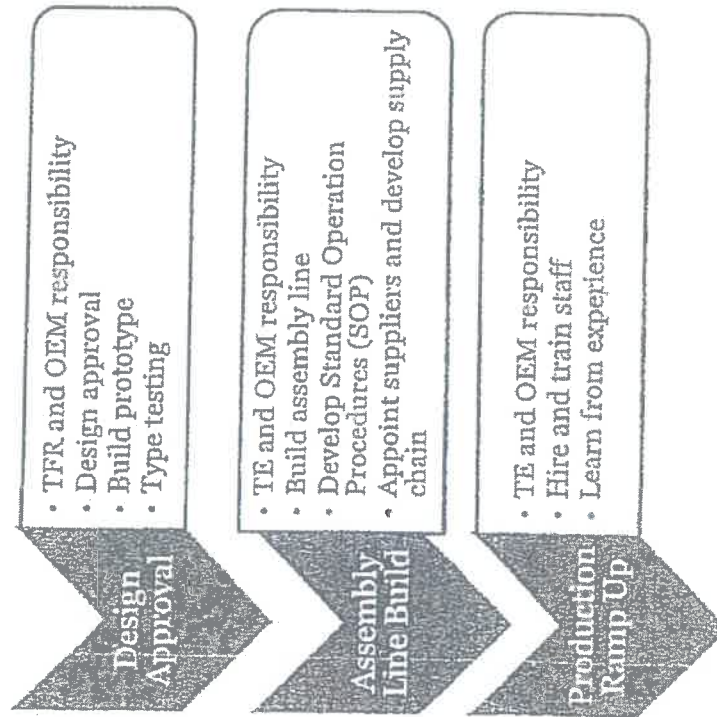 Design
Approval
• TFR and OEM responsibility
• Design approval
• Build prototype
• Type testing
Assembly
Line Build
• TE and OEM responsibility
• Build assembly line
• Develop Standard Operation
Procedures (SOP)
• Appoint suppliers and develop supply
chain
Production
Ramp Up
• TE and OEM responsibility
• Hire and train staff
• Learn from experience